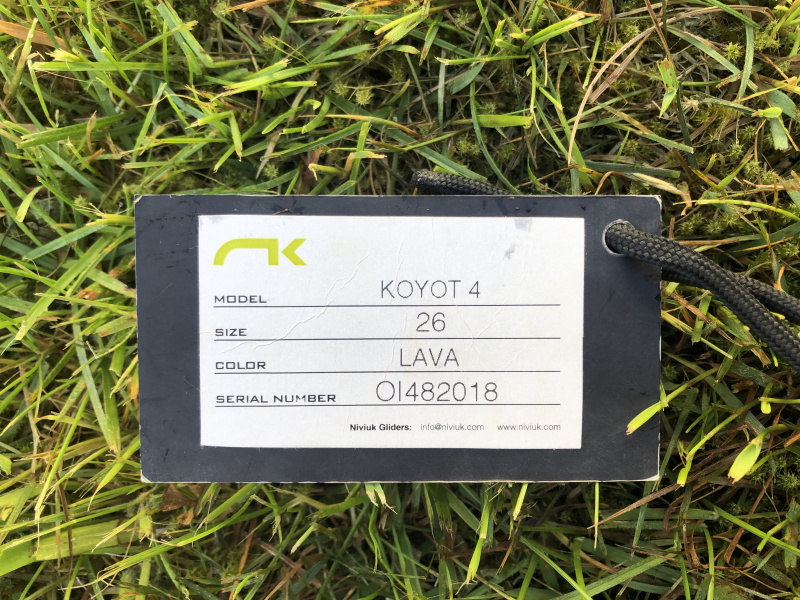 MODEL KOYOT 4
SIZE 26
COLOR LAVA
SERIAL NUMBER OI482018
Niviuk Gliders: info@niviuk.com www.niviuk.com